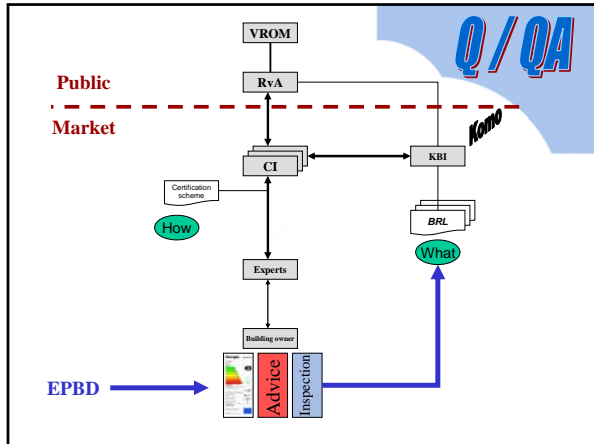 VROM
Q / QA
Public
RvA
Market
Komo
CI
KBI
Certification
scheme
BRL
How
What
Experts
Building owner
EPBD
Advice
Inspection